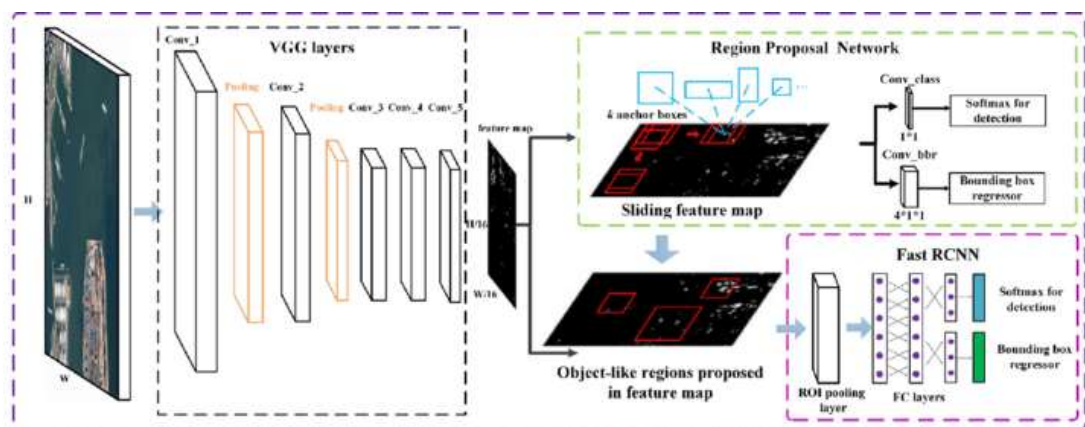 VGG layers
Conv_1
Pooling
Conv_2
Pooling
Conv_3
Conv_4
Conv_5
H
W
feature map
H/16
W/16
Region Proposal Network
k anchor boxes
...
Sliding feature map
Conv_class
1*1
Softmax for
detection
Conv_bbr
4*1*1
Bounding box
regressor
Object-like regions proposed
in feature map
Fast RCNN
ROI pooling
layer
FC layers
Softmax for
detection
Bounding box
regressor